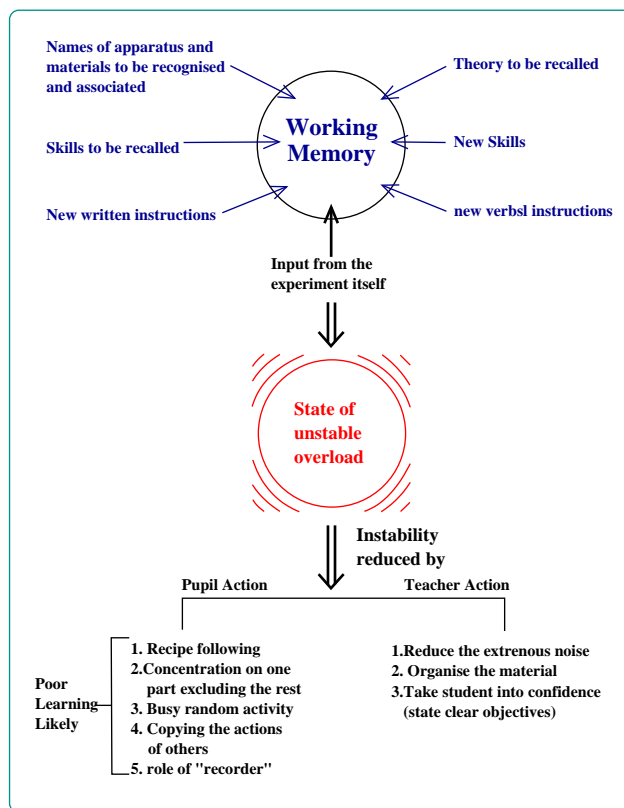 Names of apparatus and
materials to be recognised
and associated
Theory to be recalled
Working
Memory
Skills to be recalled
New Skills
New written instructions
new verbsl instructions
Input from the
experiment itself
State of
unstable
overload
Instability
reduced by
Pupil Action
Teacher Action
Poor
Learning
Likely
1. Recipe following
2.Concentration on one
part excluding the rest
3. Busy random activity
4. Copying the actions
of others
5. role of "recorder"
1.Reduce the extrenous noise
2. Organise the material
3.Take student into confidence
(state clear objectives)